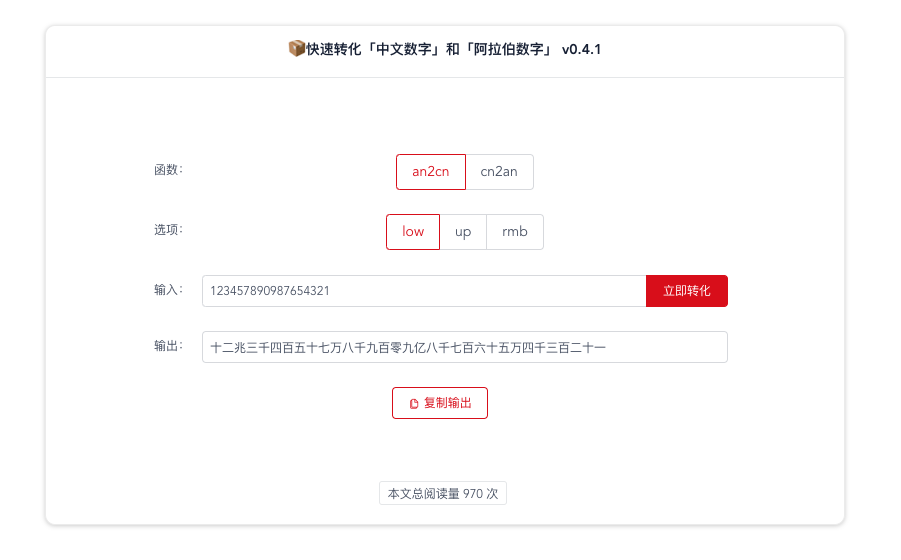 📦快速转化「中文数字」和「阿拉伯数字」 v0.4.1
函数: an2cn cn2an
选项: low up rmb
输入: 123457890987654321 立即转化
输出: 十二兆三千四百五十七万八千九百零九亿八千七百六十五万四千三百二十一
复制输出
本文总阅读量 970 次